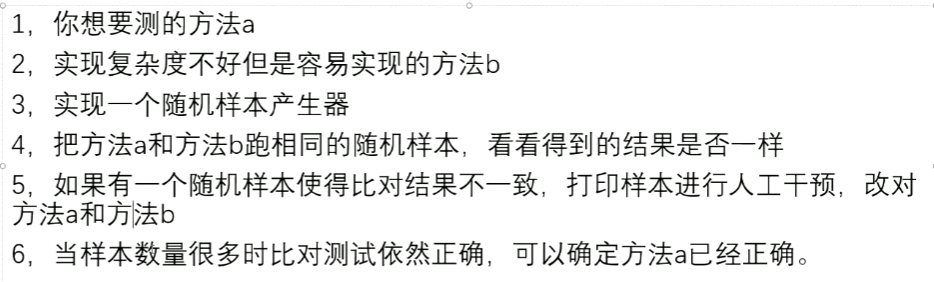 1，你想要测的方法a
2，实现复杂度不好但是容易实现的方法b
3，实现一个随机样本产生器
4，把方法a和方法b跑相同的随机样本，看看得到的结果是否一样
5，如果有一个随机样本使得比对结果不一致，打印样本进行人工干预，改对
方法a和方法b
6，当样本数量很多时比对测试依然正确，可以确定方法a已经正确。